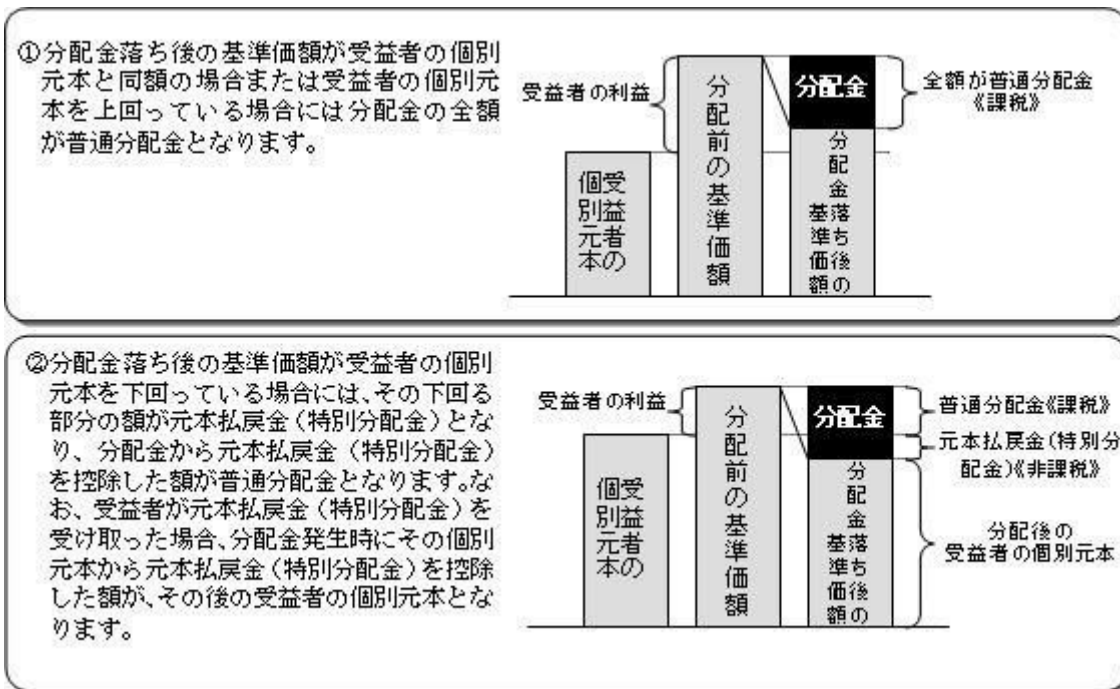 ①分配金落ち後の基準価額が受益者の個別
元本と同額の場合または受益者の個別元
本を上回っている場合には分配金の全額
が普通分配金となります。
受益者の利益
受益者の
個別元本
分配前の基準価額
分配金
分配金落ち後の
基準価額
全額が普通分配金
《課税》
②分配金落ち後の基準価額が受益者の個別
元本を下回っている場合には、その下回る
部分の額が元本払戻金（特別分配金）とな
り、分配金から元本払戻金（特別分配金）
を控除した額が普通分配金となります。な
お、受益者が元本払戻金（特別分配金）を
受け取った場合、分配金発生時にその個別
元本から元本払戻金（特別分配金）を控除
した額が、その後の受益者の個別元本とな
ります。
受益者の利益
受益者の
個別元本
分配前の基準価額
分配金
分配金落ち後の
基準価額
普通分配金《課税》
元本払戻金（特別分
配金）《非課税》
分配後の
受益者の個別元本